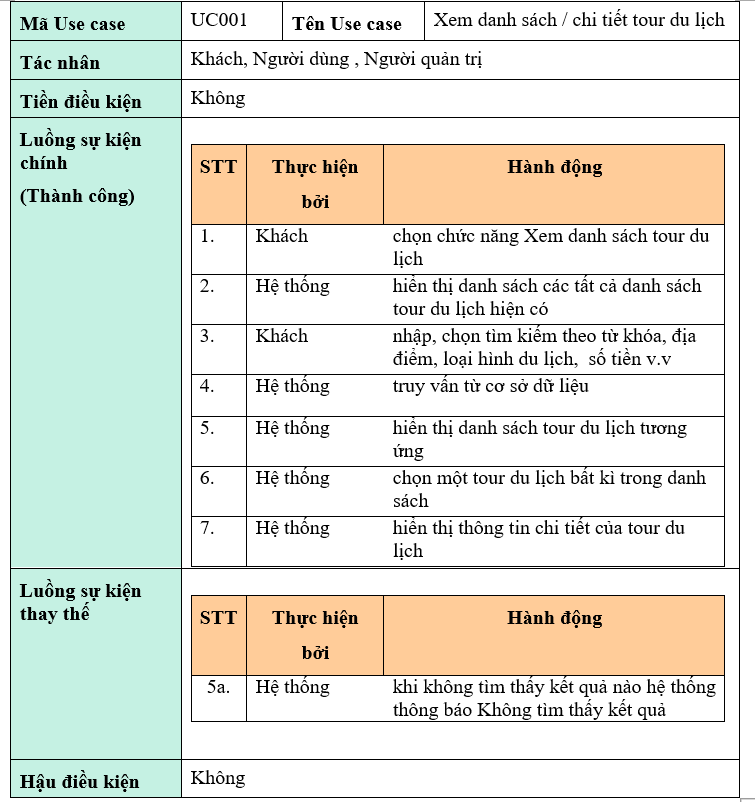 Mã Use case UC001 Tên Use case Xem danh sách / chi tiết tour du lịch
Tác nhân Khách, Người dùng , Người quản trị
Tiền điều kiện Không
Luồng sự kiện
chính
(Thành công)
STT Thực hiện Hành động
bởi
1. Khách chọn chức năng Xem danh sách tour du
lịch
2. Hệ thống hiển thị danh sách các tất cả danh sách
tour du lịch hiện có
3. Khách nhập, chọn tìm kiếm theo từ khóa, địa
điểm, loại hình du lịch, số tiền v.v
4. Hệ thống truy vấn từ cơ sở dữ liệu
5. Hệ thống hiển thị danh sách tour du lịch tương
ứng
6. Hệ thống chọn một tour du lịch bất kì trong danh
sách
7. Hệ thống hiển thị thông tin chi tiết của tour du
lịch
Luồng sự kiện
thay thế
STT Thực hiện Hành động
bởi
5a. Hệ thống khi không tìm thấy kết quả nào hệ thống
thông báo Không tìm thấy kết quả
Hậu điều kiện Không